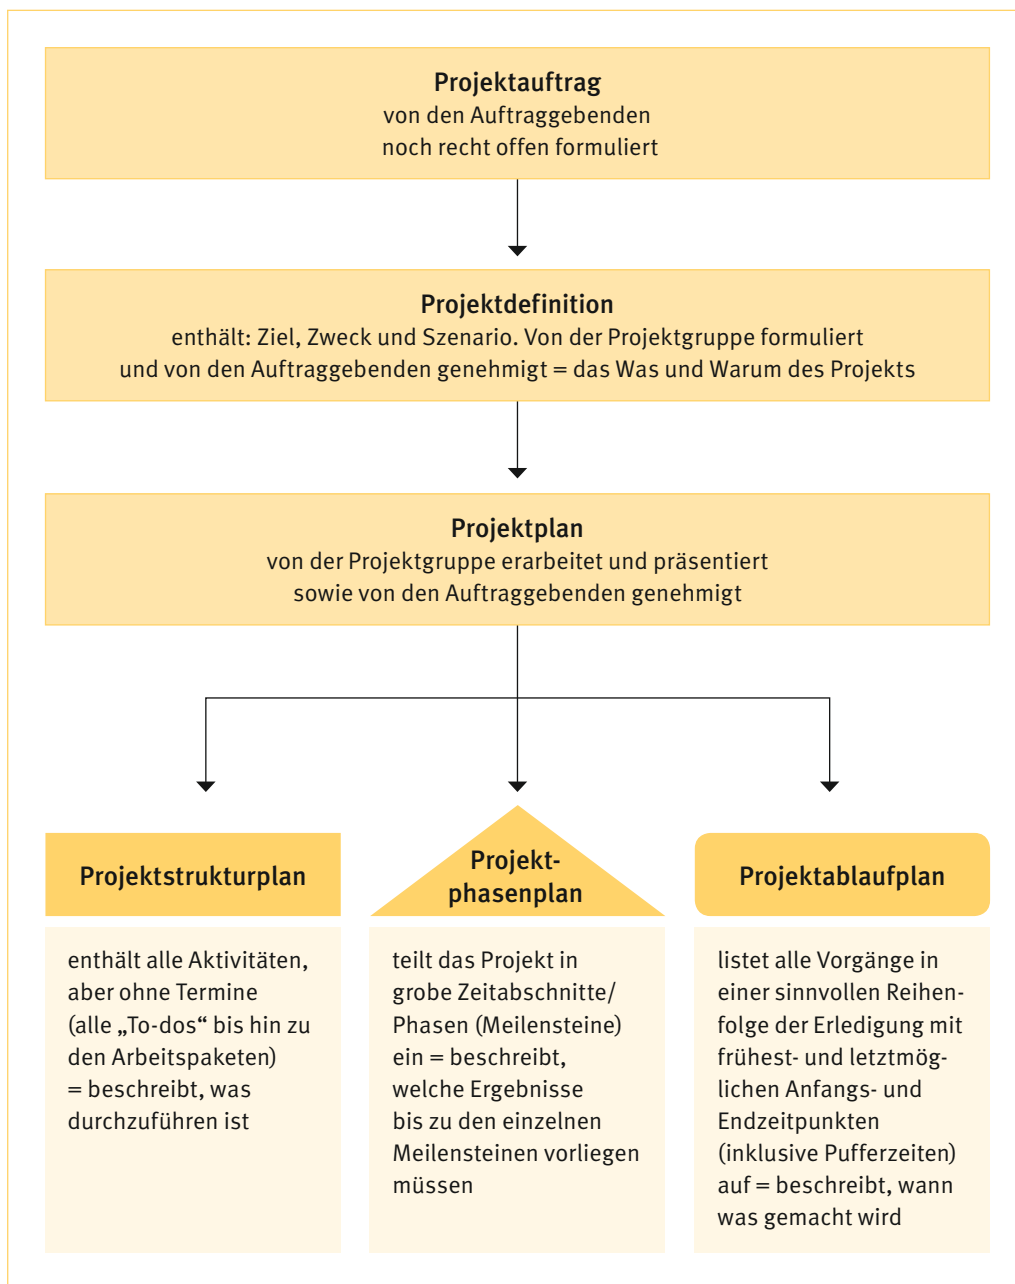 Projektauftrag
von den Auftraggebenden
noch recht offen formuliert
Projektdefinition
enthält: Ziel, Zweck und Szenario. Von der Projektgruppe formuliert
und von den Auftraggebenden genehmigt = das Was und Warum des Projekts
Projektplan
von der Projektgruppe erarbeitet und präsentiert
sowie von den Auftraggebenden genehmigt
Projektstrukturplan
enthält alle Aktivitäten,
aber ohne Termine
(alle „To-dos“ bis hin zu
den Arbeitspaketen)
= beschreibt, was
durchzuführen ist
Projekt-
phasenplan
teilt das Projekt in
grobe Zeitabschnitte/
Phasen (Meilensteine)
ein = beschreibt,
welche Ergebnisse
bis zu den einzelnen
Meilensteinen vorliegen
müssen
Projektablaufplan
listet alle Vorgänge in
einer sinnvollen Reihen-
folge der Erledigung mit
frühest- und letztmög-
lichen Anfangs- und
Endzeitpunkten
(inklusive Pufferzeiten)
auf = beschreibt, wann
was gemacht wird